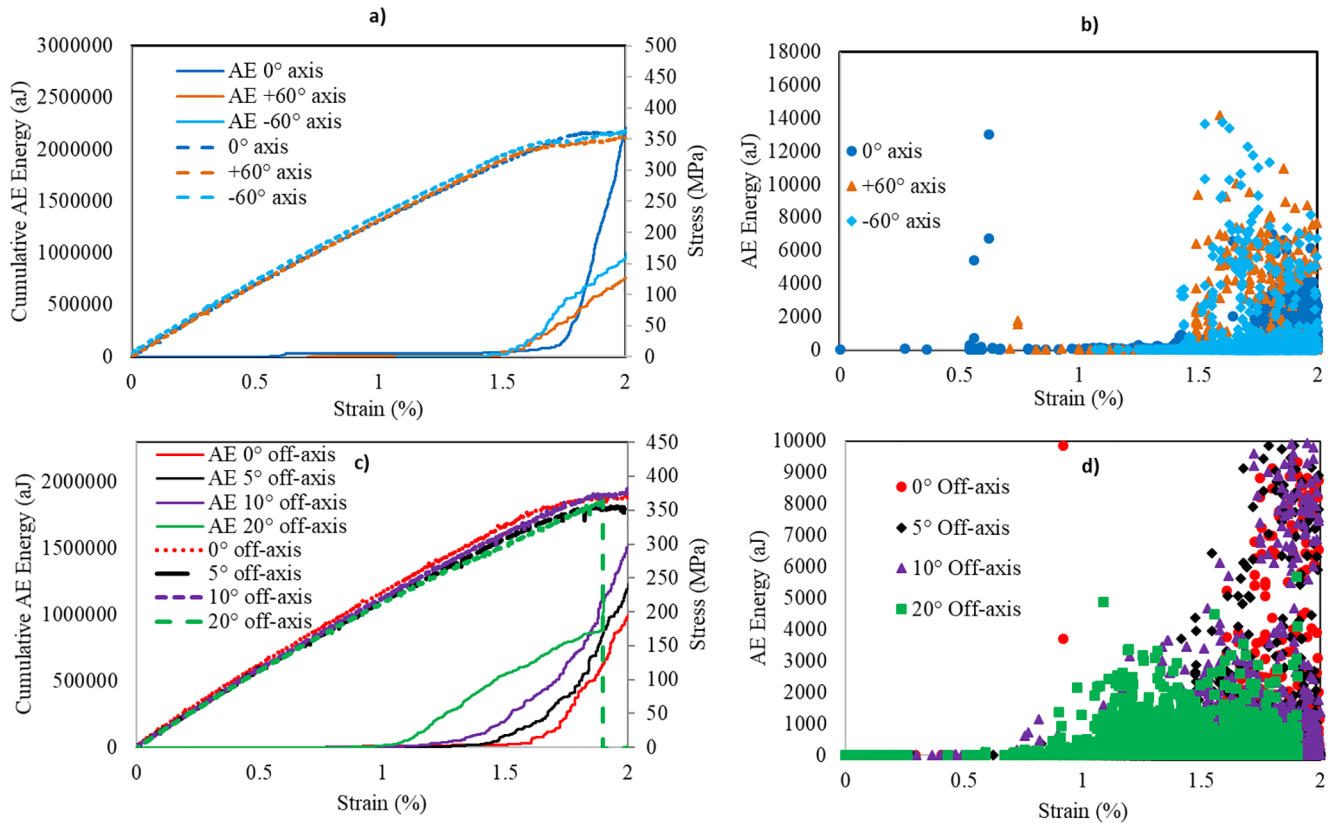 a)
3000000
2500000
2000000
1500000
1000000
500000
0
Cumulative AE Energy (aJ)
AE 0° axis
AE +60° axis
AE -60° axis
0° axis
+60° axis
-60° axis
500
450
400
350
300
250
200
150
100
50
0
Stress (MPa)
0 0.5 1 1.5 2
Strain (%)
b)
18000
16000
14000
12000
10000
8000
6000
4000
2000
0
AE Energy (aJ)
0° axis
+60° axis
-60° axis
0 0.5 1 1.5 2
Strain (%)
c)
2000000
1500000
1000000
500000
0
Cumulative AE Energy (aJ)
AE 0° off-axis
AE 5° off-axis
AE 10° off-axis
AE 20° off-axis
0° off-axis
5° off-axis
10° off-axis
20° off-axis
450
400
350
300
250
200
150
100
50
0
Stress (MPa)
0 0.5 1 1.5 2
Strain (%)
d)
10000
9000
8000
7000
6000
5000
4000
3000
2000
1000
0
AE Energy (aJ)
0° Off-axis
5° Off-axis
10° Off-axis
20° Off-axis
0 0.5 1 1.5 2
Strain (%)